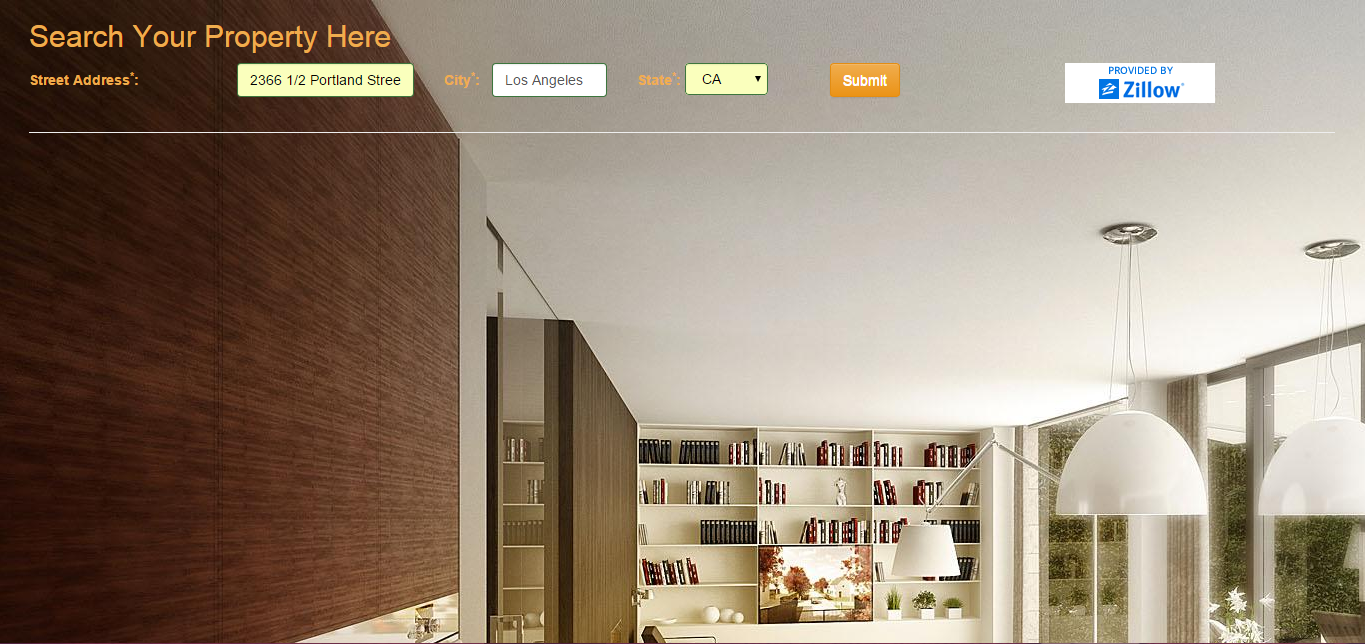 Search Your Property Here
Street Address*: 2366 1/2 Portland Stree City*: Los Angeles State*: CA Submit
PROVIDED BY
Zillow®